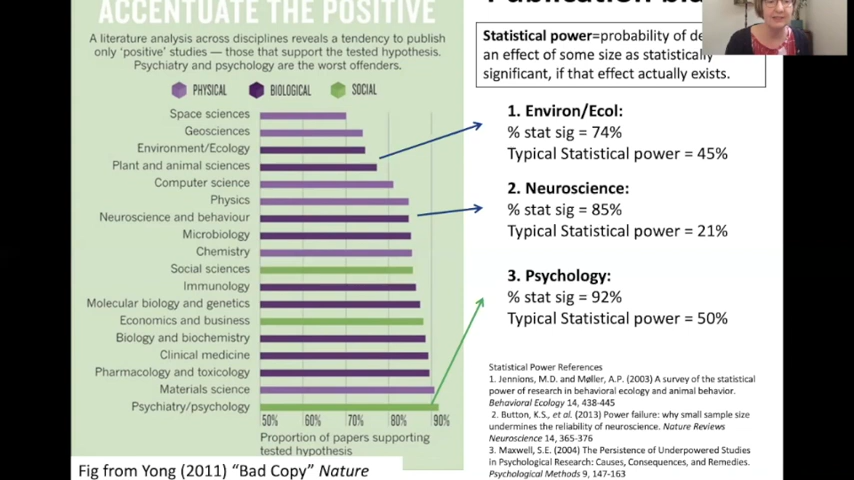 ACCENTUATE THE POSITIVE
A literature analysis across disciplines reveals a tendency to publish
only ‘positive’ studies — those that support the tested hypothesis.
Psychiatry and psychology are the worst offenders.
PHYSICAL BIOLOGICAL SOCIAL
Space sciences
Geosciences
Environment/Ecology
Plant and animal sciences
Computer science
Physics
Neuroscience and behaviour
Microbiology
Chemistry
Social sciences
Immunology
Molecular biology and genetics
Economics and business
Biology and biochemistry
Clinical medicine
Pharmacology and toxicology
Materials science
Psychiatry/psychology
50% 60% 70% 80% 90%
Proportion of papers supporting
tested hypothesis
Fig from Yong (2011) “Bad Copy” Nature
Publication
Statistical power=probability of
an effect of some size as statistically
significant, if that effect actually exists.
1. Environ/Ecol:
% stat sig = 74%
Typical Statistical power = 45%
2. Neuroscience:
% stat sig = 85%
Typical Statistical power = 21%
3. Psychology:
% stat sig = 92%
Typical Statistical power = 50%
Statistical Power References
1. Jennions, M.D. and Møller, A.P. (2003) A survey of the statistical
power of research in behavioral ecology and animal behavior.
Behavioral Ecology 14, 438-445
2. Button, K.S., et al. (2013) Power failure: why small sample size
undermines the reliability of neuroscience. Nature Reviews
Neuroscience 14, 365-376
3. Maxwell, S.E. (2004) The Persistence of Underpowered Studies
in Psychological Research: Causes, Consequences, and Remedies.
Psychological Methods 9, 147-163